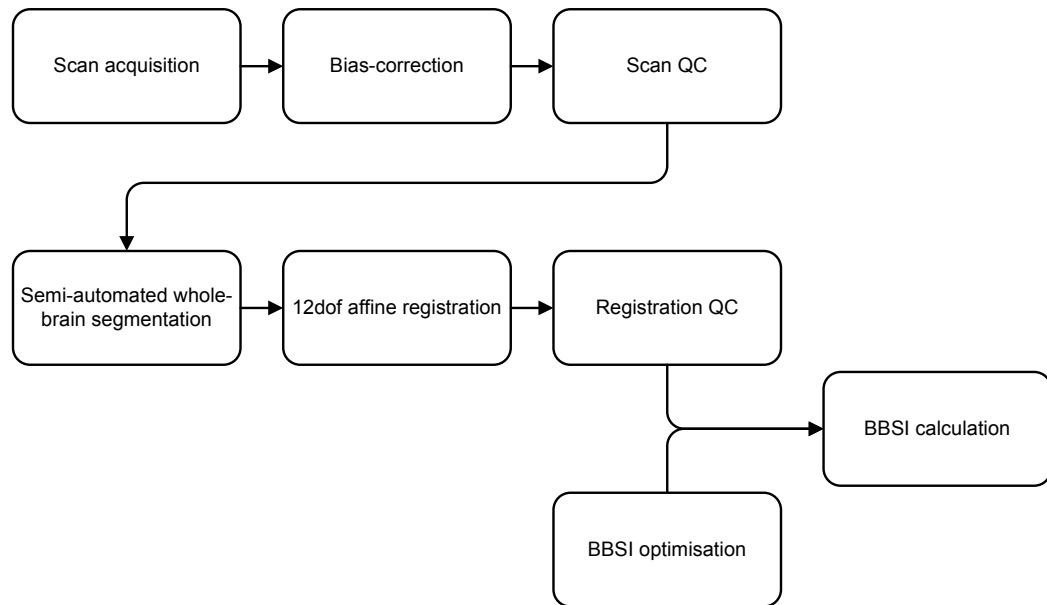 Scan acquisition
Bias-correction
Scan QC
Semi-automated whole-
brain segmentation
12dof affine registration
Registration QC
BBSI calculation
BBSI optimisation